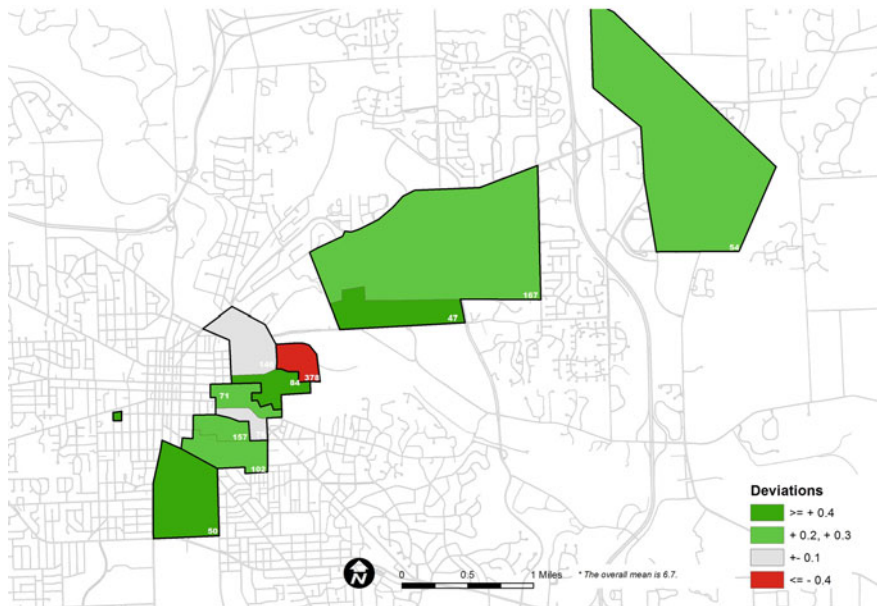 54
167
47
378
84
71
157
102
50
Deviations
>= + 0.4
+ 0.2, + 0.3
+- 0.1
<= - 0.4
N
0 0.5 1 Miles
* The overall mean is 6.7.